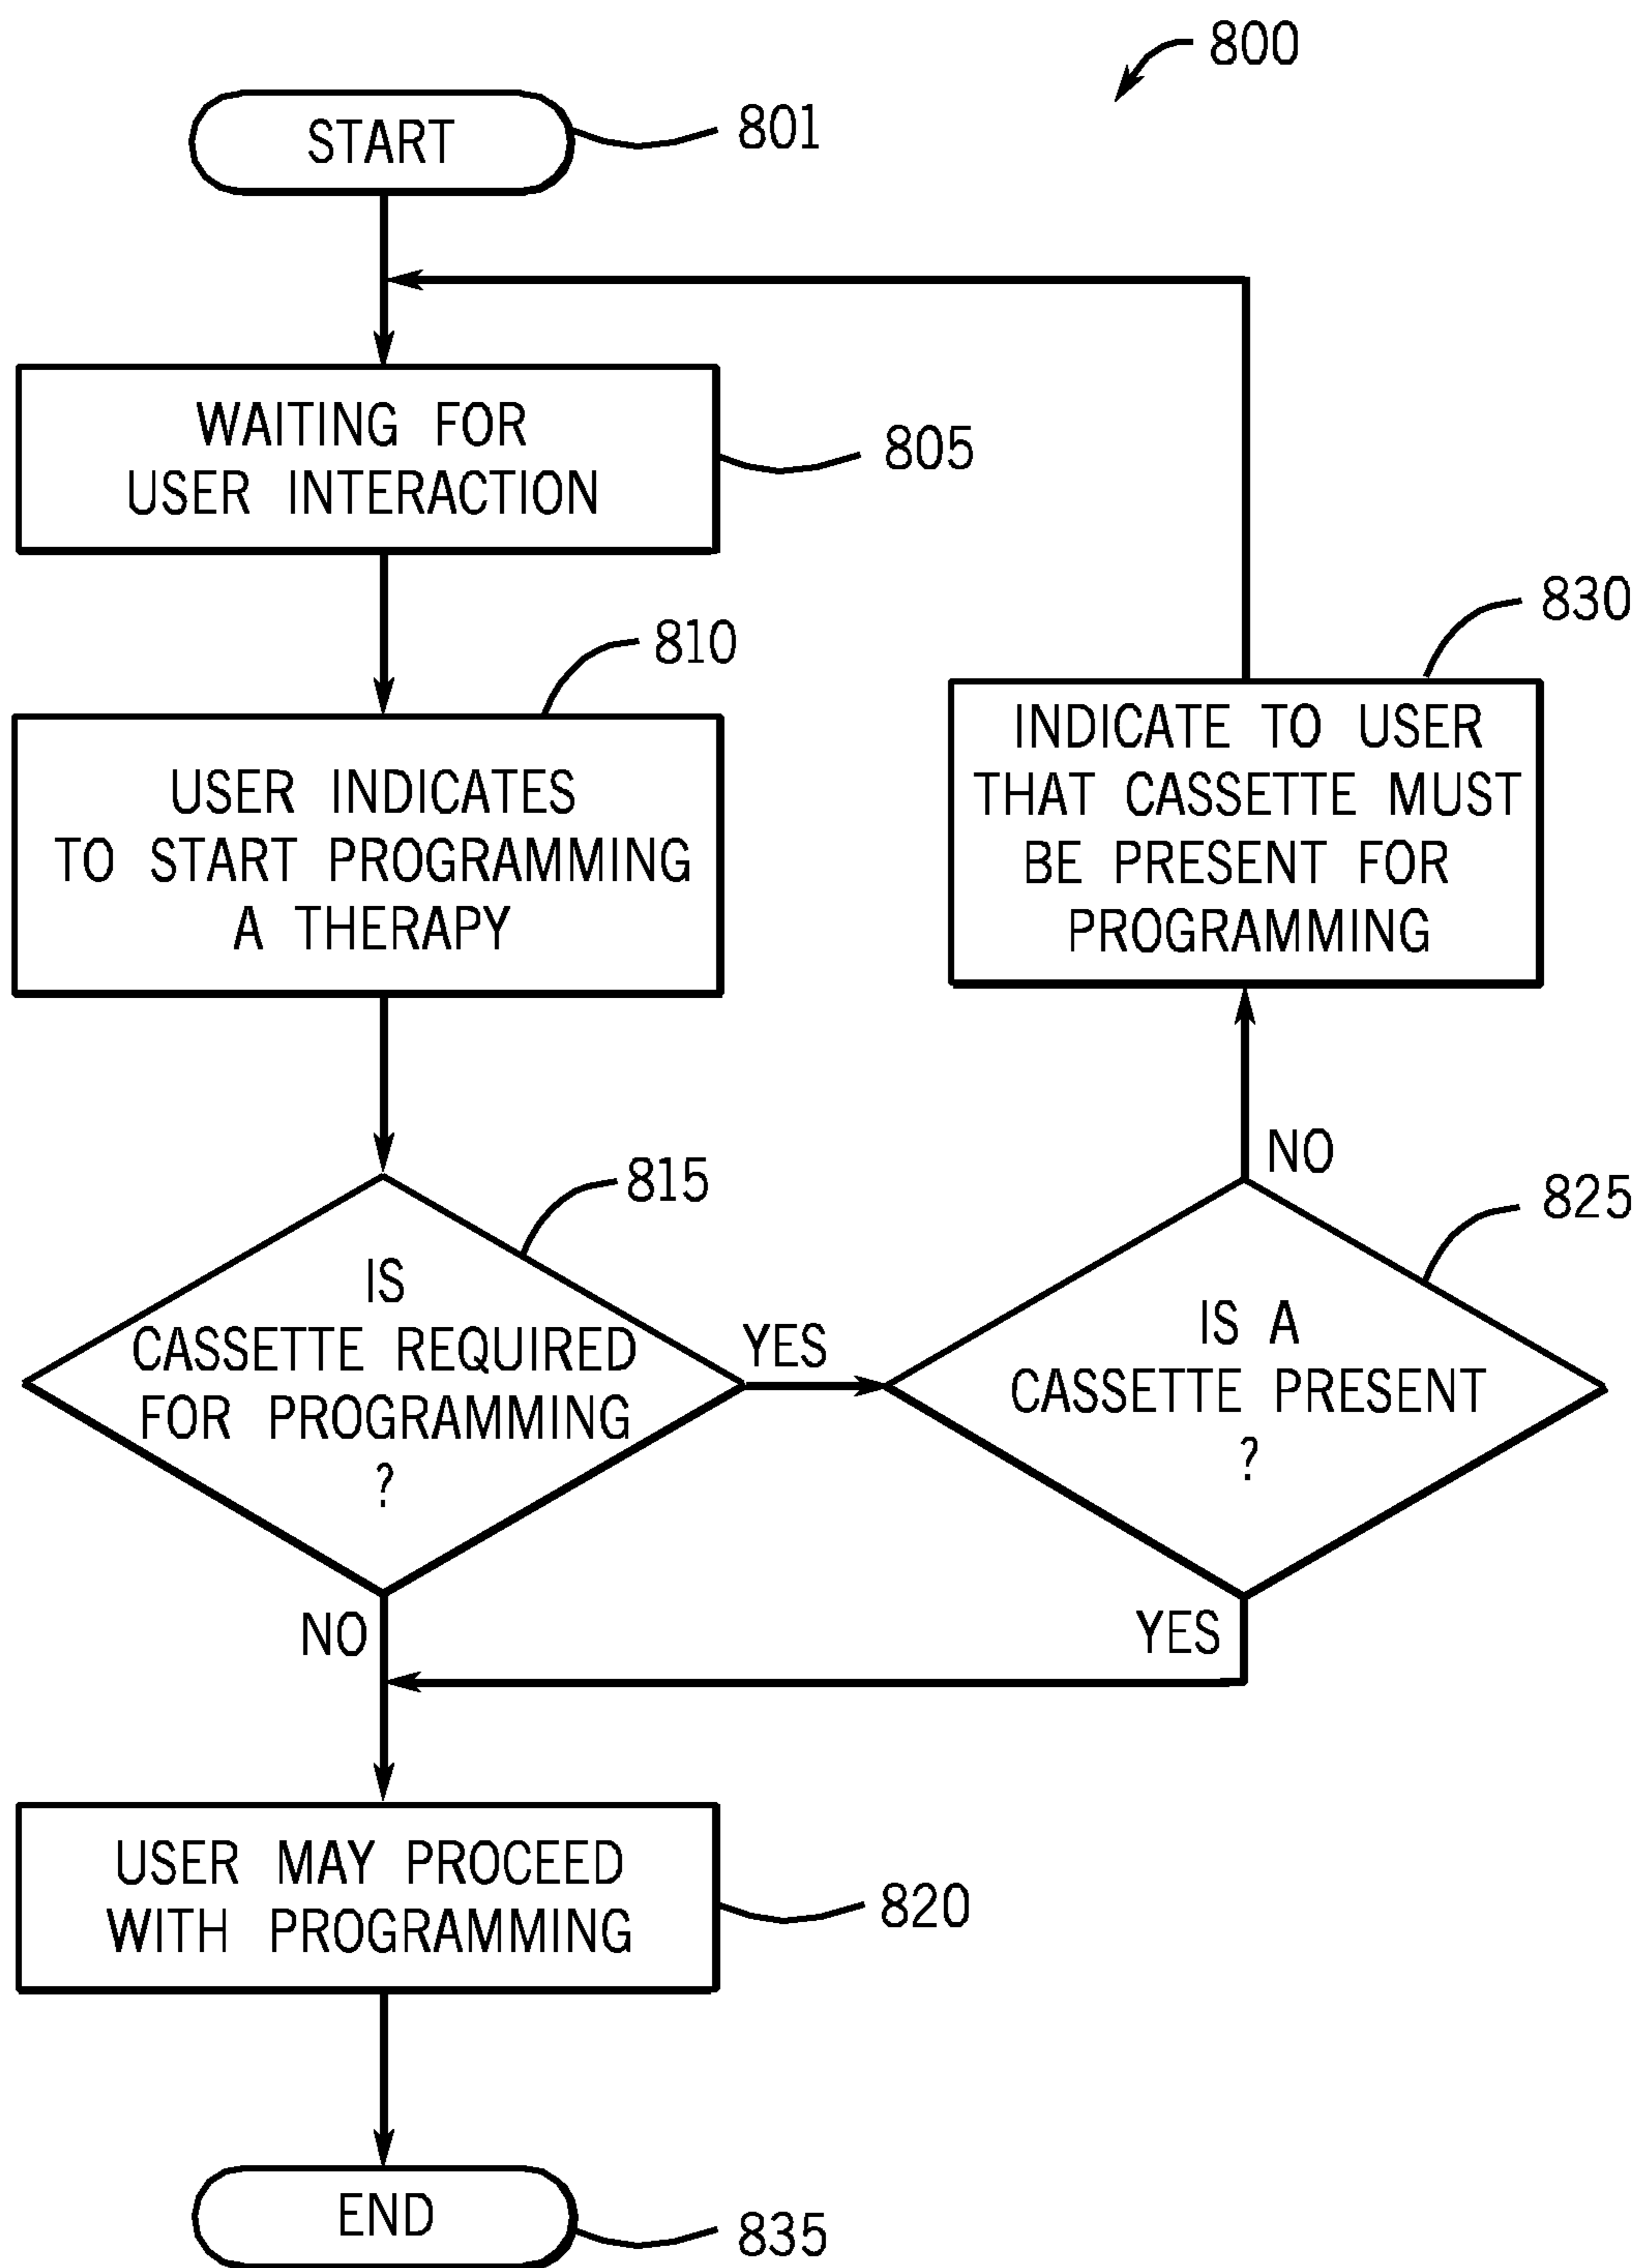 800
START
801
WAITING FOR
USER INTERACTION
805
810
USER INDICATES
TO START PROGRAMMING
A THERAPY
830
INDICATE TO USER
THAT CASSETTE MUST
BE PRESENT FOR
PROGRAMMING
815
IS
CASSETTE REQUIRED
FOR PROGRAMMING
?
YES
NO
825
IS A
CASSETTE PRESENT
?
NO
YES
USER MAY PROCEED
WITH PROGRAMMING
820
END
835